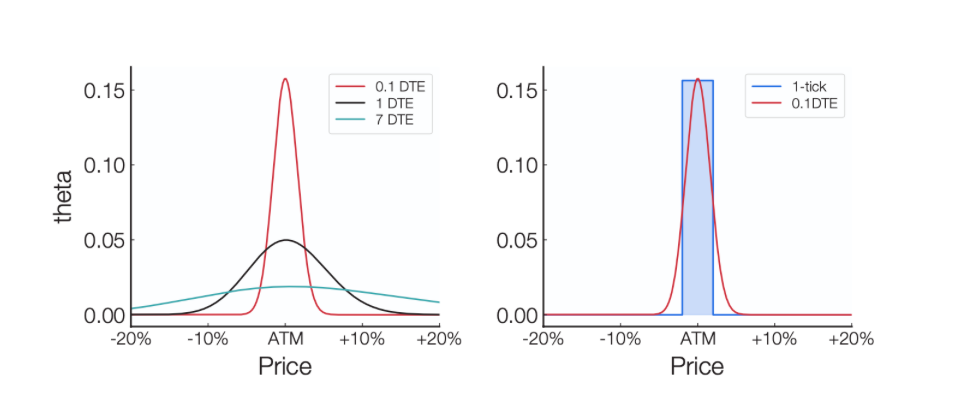 0.15
0.10
0.05
0.00
theta
-20%
-10%
ATM
+10%
+20%
Price
0.1 DTE
1 DTE
7 DTE
0.15
0.10
0.05
0.00
-20%
-10%
ATM
+10%
+20%
Price
1-tick
0.1DTE